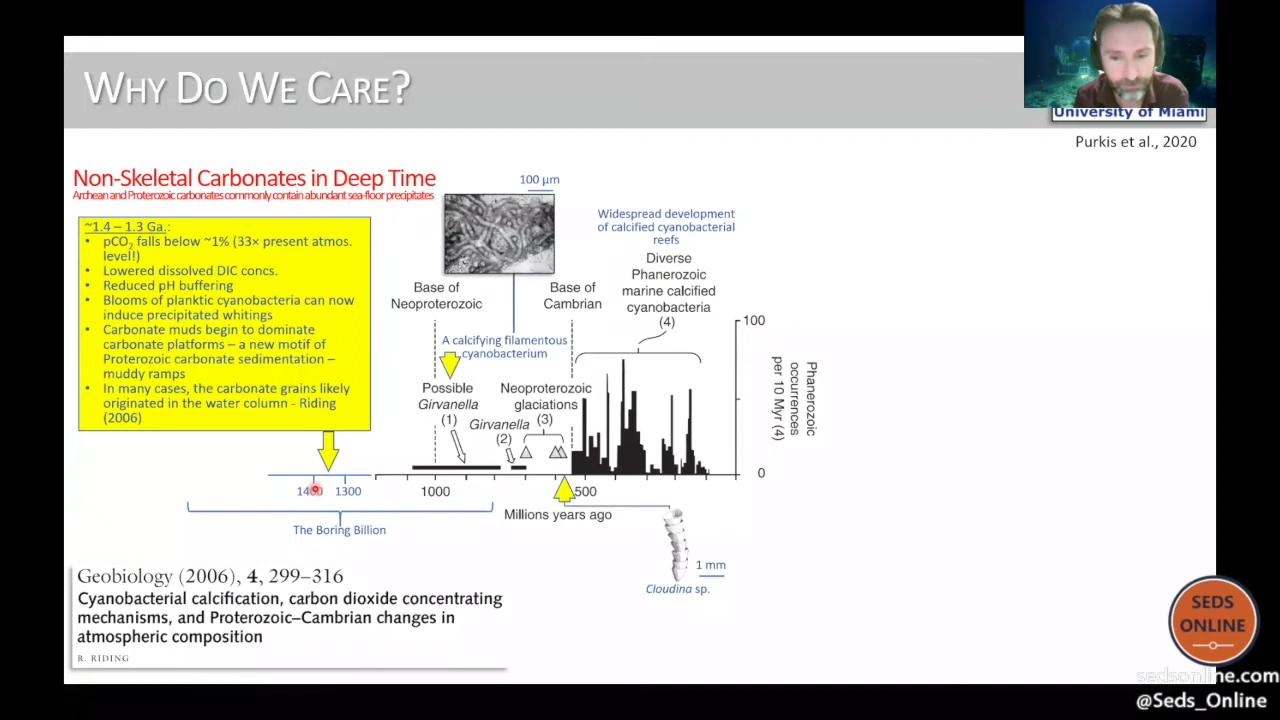 WHY DO WE CARE?
University of Miami
Purkis et al., 2020
Non-Skeletal Carbonates in Deep Time
Archean and Proterozoic carbonates commonly contain abundant sea-floor precipitates
~1.4 – 1.3 Ga.:
• pCO2 falls below ~1% (33× present atmos.
level!)
• Lowered dissolved DIC concs.
• Reduced pH buffering
• Blooms of planktic cyanobacteria can now
induce precipitated whitings
• Carbonate muds begin to dominate
carbonate platforms – a new motif of
Proterozoic carbonate sedimentation –
muddy ramps
• In many cases, the carbonate grains likely
originated in the water column - Riding
(2006)
100 µm
Widespread development
of calcified cyanobacterial
reefs
Diverse
Phanerozoic
marine calcified
cyanobacteria
(4)
Base of
Neoproterozoic
Base of
Cambrian
A calcifying filamentous
cyanobacterium
Possible
Girvanella
(1)
Girvanella
(2)
Neoproterozoic
glaciations
(3)
100
0
Phanerozoic
occurrences
per 10 Myr (4)
1400
1300
1000
500
Millions years ago
The Boring Billion
1 mm
Cloudina sp.
Geobiology (2006), 4, 299–316
Cyanobacterial calcification, carbon dioxide concentrating
mechanisms, and Proterozoic–Cambrian changes in
atmospheric composition
R. RIDING
SEDS
ONLINE
sedsonline.com
@Seds_Online